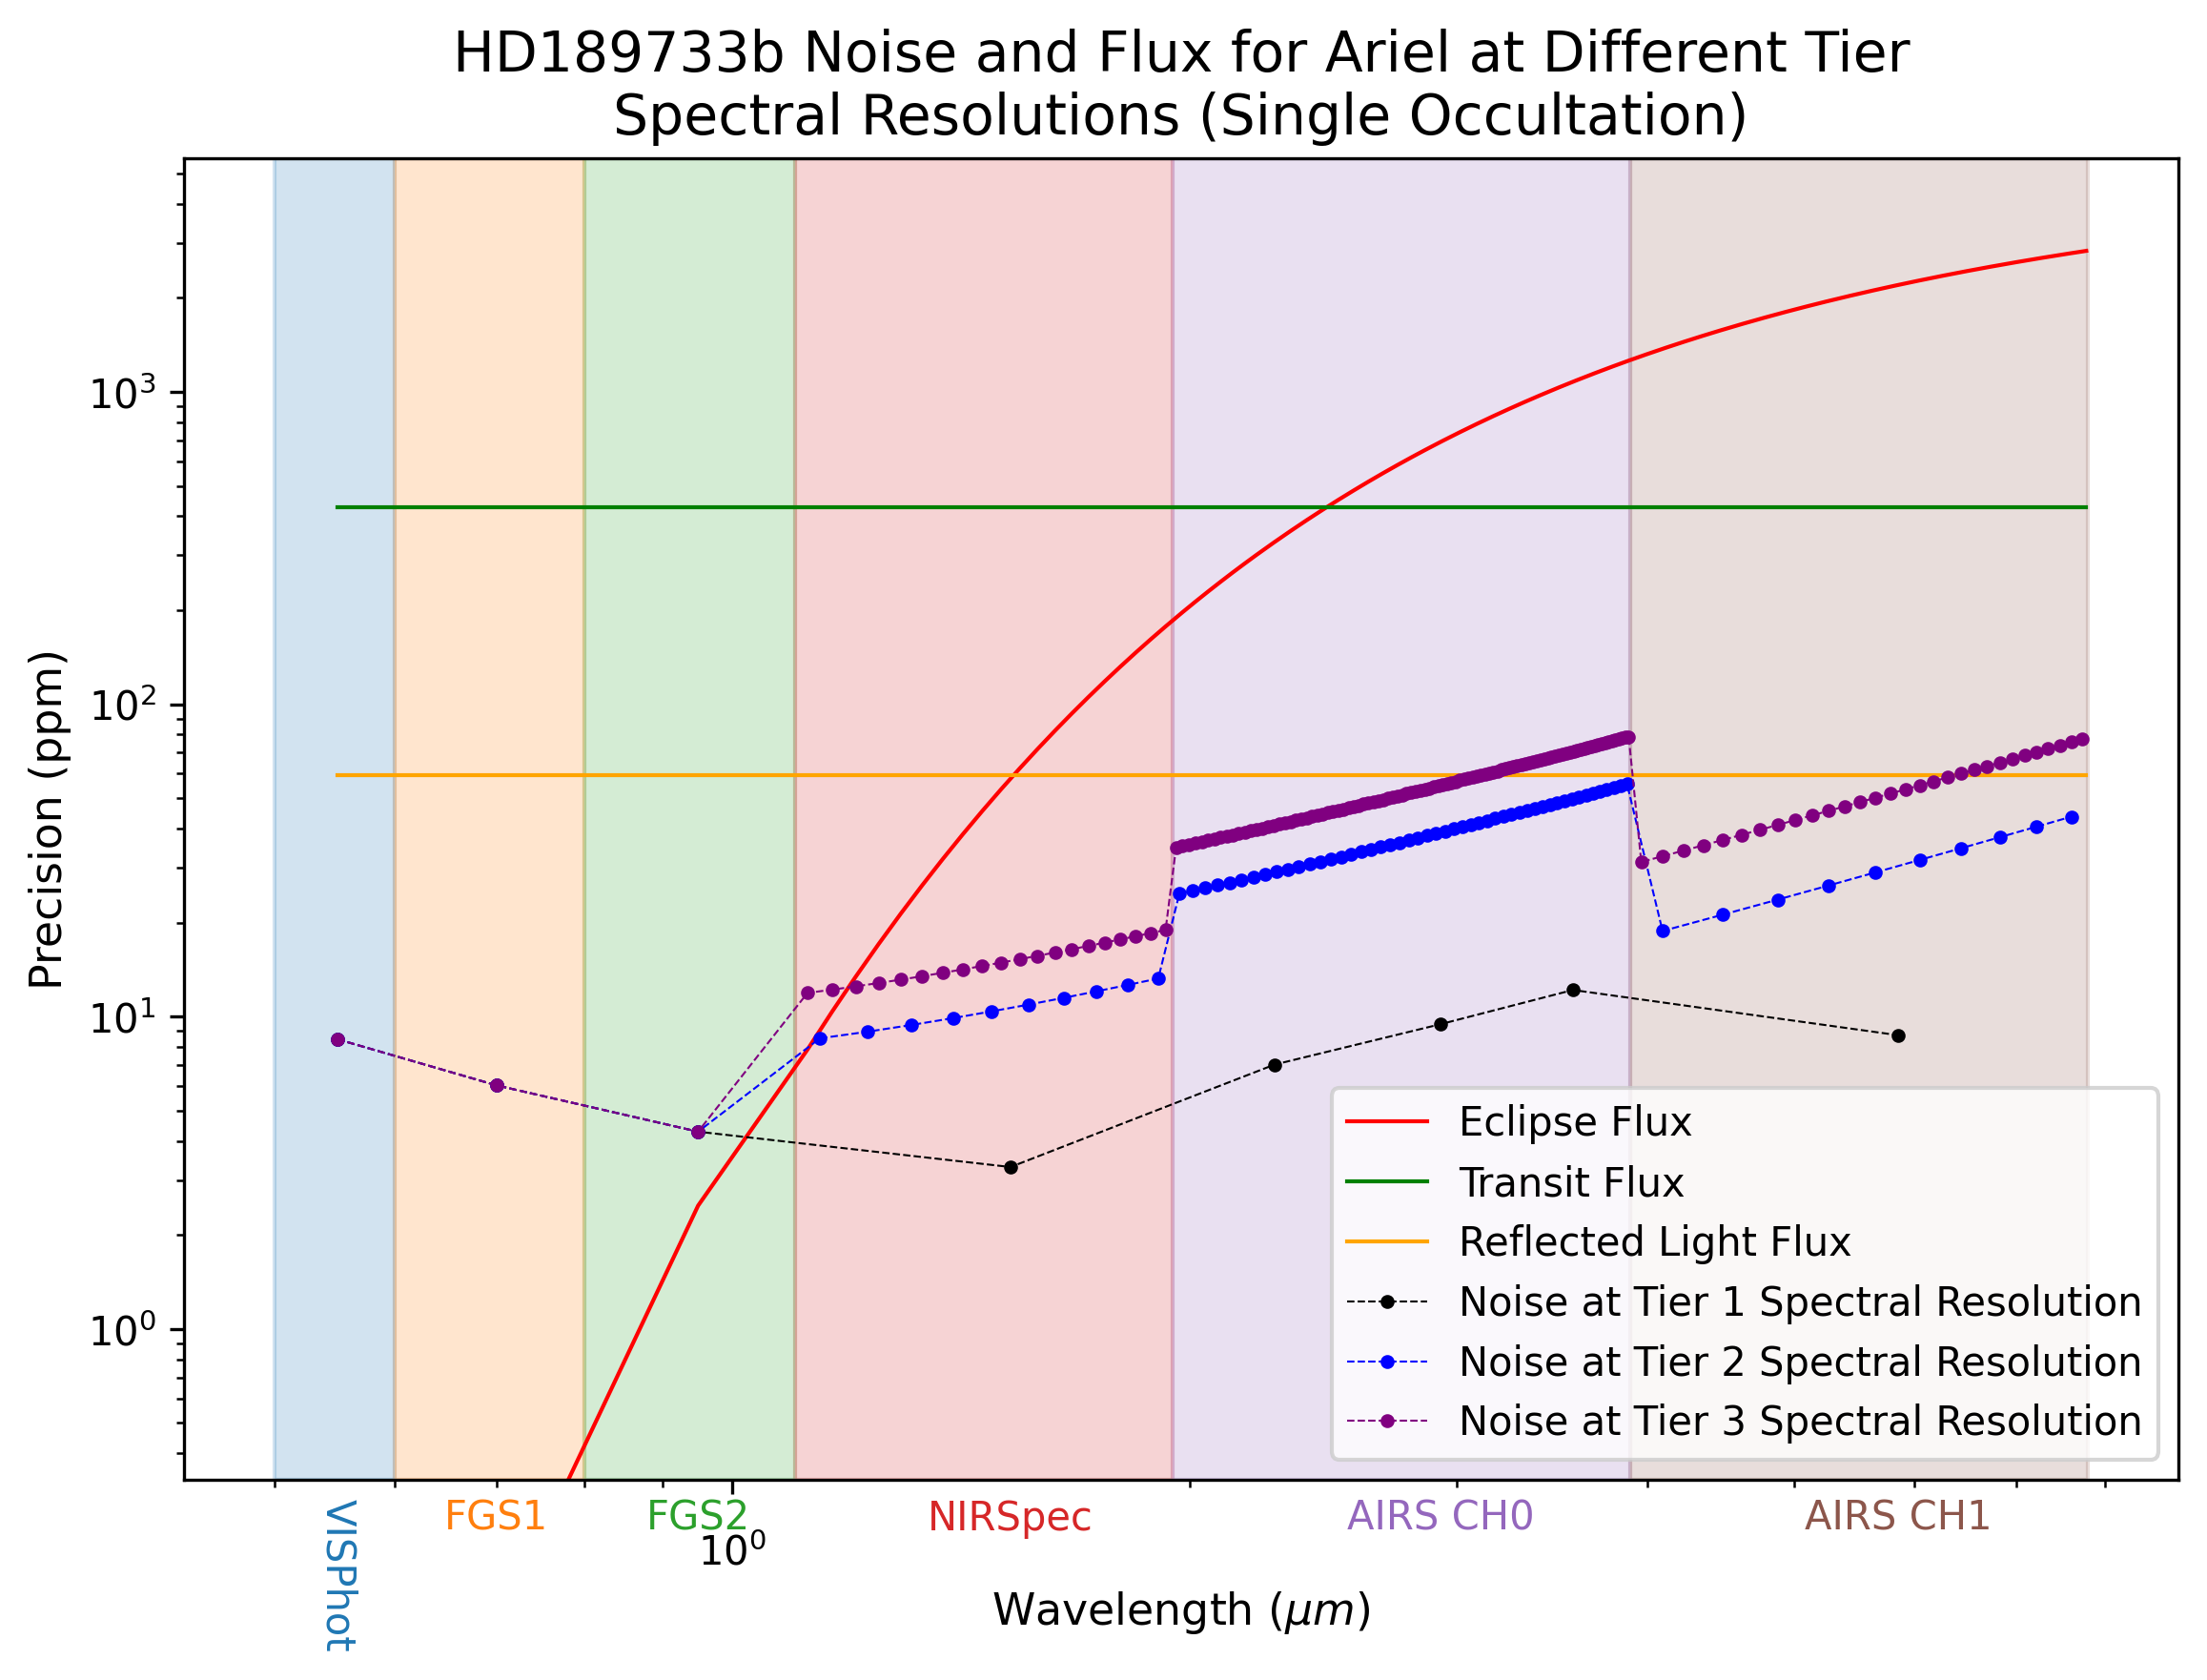 HD189733b Noise and Flux for Ariel at Different Tier
Spectral Resolutions (Single Occultation)
Precision (ppm)
10³
10²
10¹
10⁰
Eclipse Flux
Transit Flux
Reflected Light Flux
Noise at Tier 1 Spectral Resolution
Noise at Tier 2 Spectral Resolution
Noise at Tier 3 Spectral Resolution
VISPhot
FGS1
FGS2
NIRSpec
AIRS CH0
AIRS CH1
10⁰
Wavelength (μm)